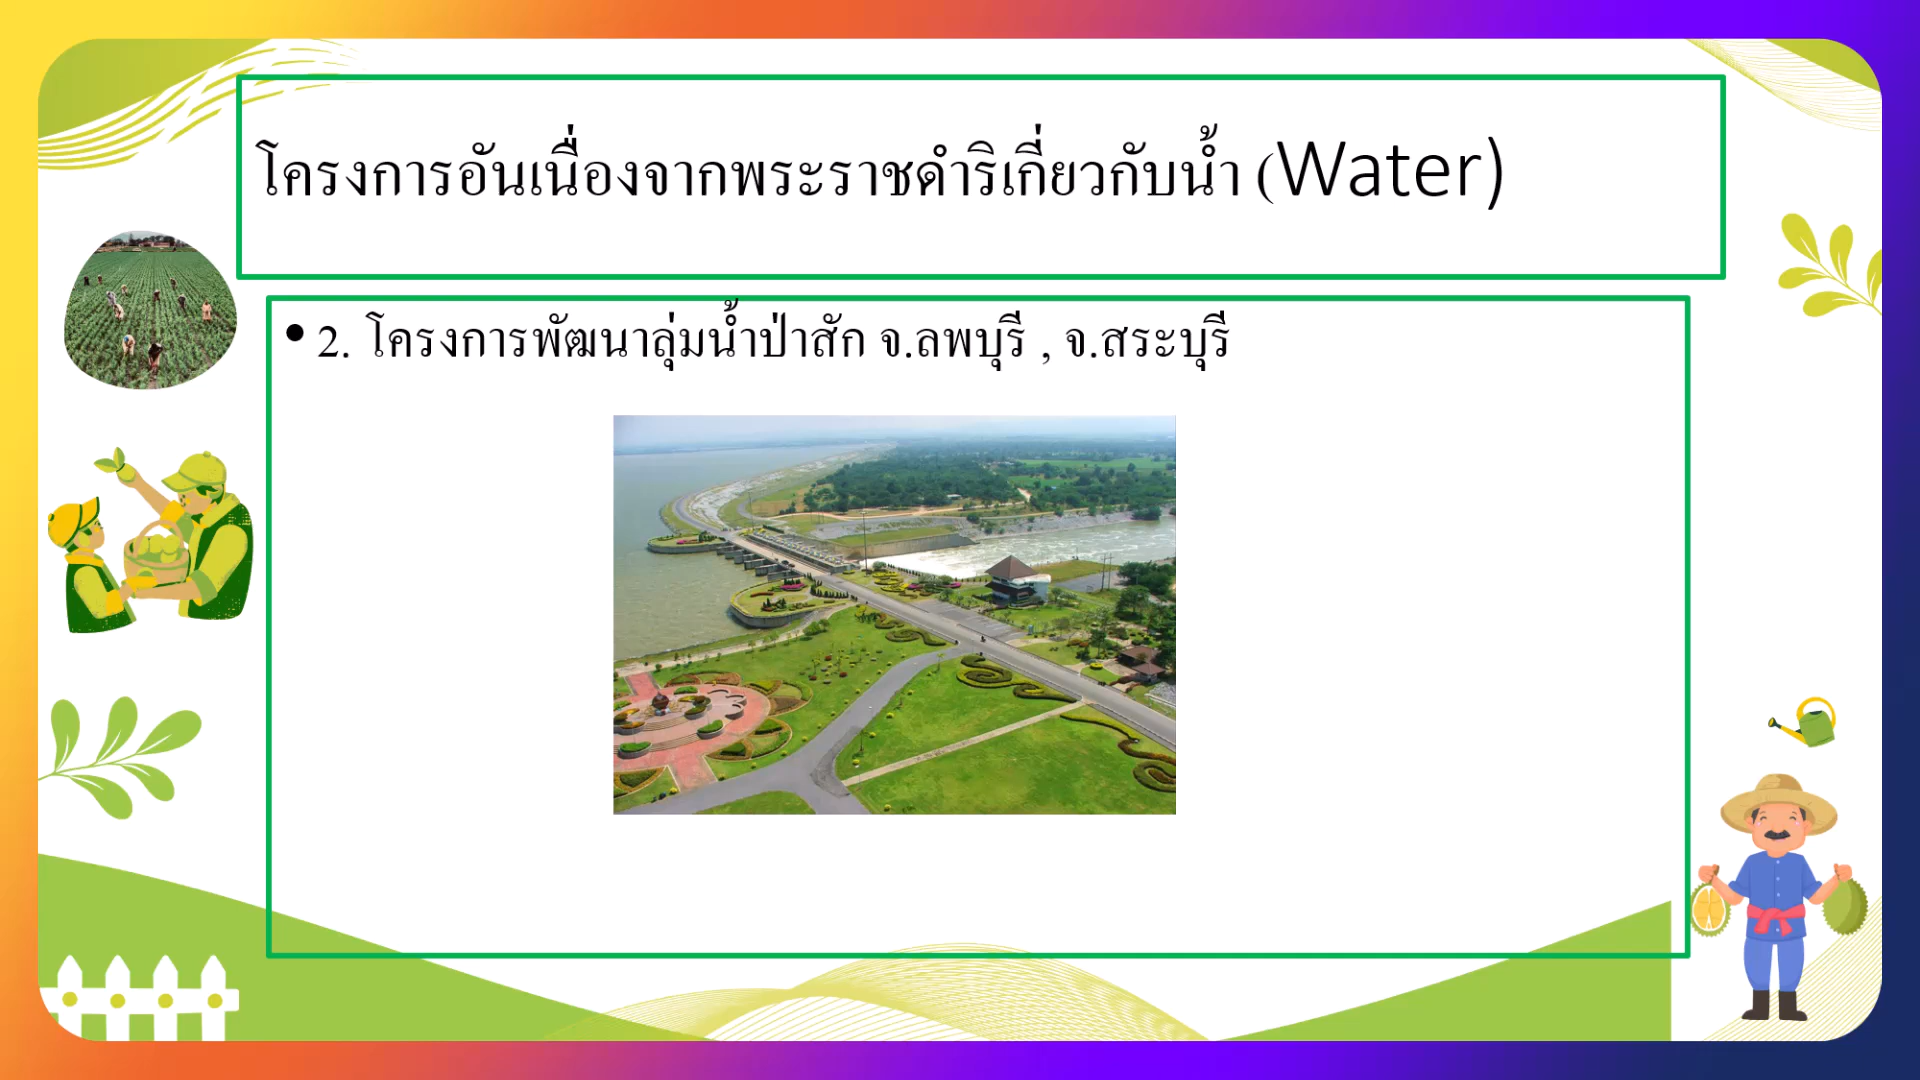 โครงการอันเนื่องจากพระราชดำริเกี่ยวกับน้ำ (Water)
• 2. โครงการพัฒนาลุ่มน้ำป่าสัก จ.ลพบุรี , จ.สระบุรี